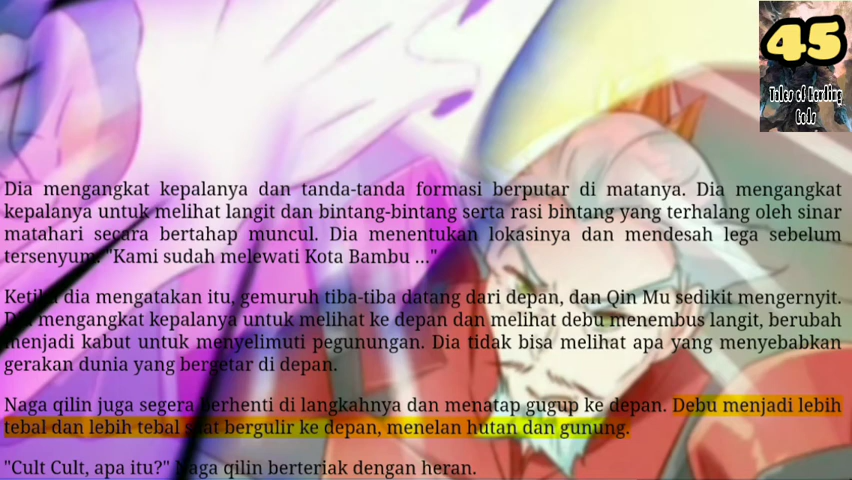 45
Tales of Herding
Gods
Dia mengangkat kepalanya dan tanda-tanda formasi berputar di matanya. Dia mengangkat
kepalanya untuk melihat langit dan bintang-bintang serta rasi bintang yang terhalang oleh sinar
matahari secara bertahap muncul. Dia menentukan lokasinya dan mendesah lega sebelum
tersenyum. "Kami sudah melewati Kota Bambu ..."
Ketika dia mengatakan itu, gemuruh tiba-tiba datang dari depan, dan Qin Mu sedikit mengernyit.
Dia mengangkat kepalanya untuk melihat ke depan dan melihat debu menembus langit, berubah
menjadi kabut untuk menyelimuti pegunungan. Dia tidak bisa melihat apa yang menyebabkan
gerakan dunia yang bergetar di depan.
Naga qilin juga segera berhenti di langkahnya dan menatap gugup ke depan. Debu menjadi lebih
tebal dan lebih tebal saat bergulir ke depan, menelan hutan dan gunung.
"Cult Cult, apa itu?" Naga qilin berteriak dengan heran.